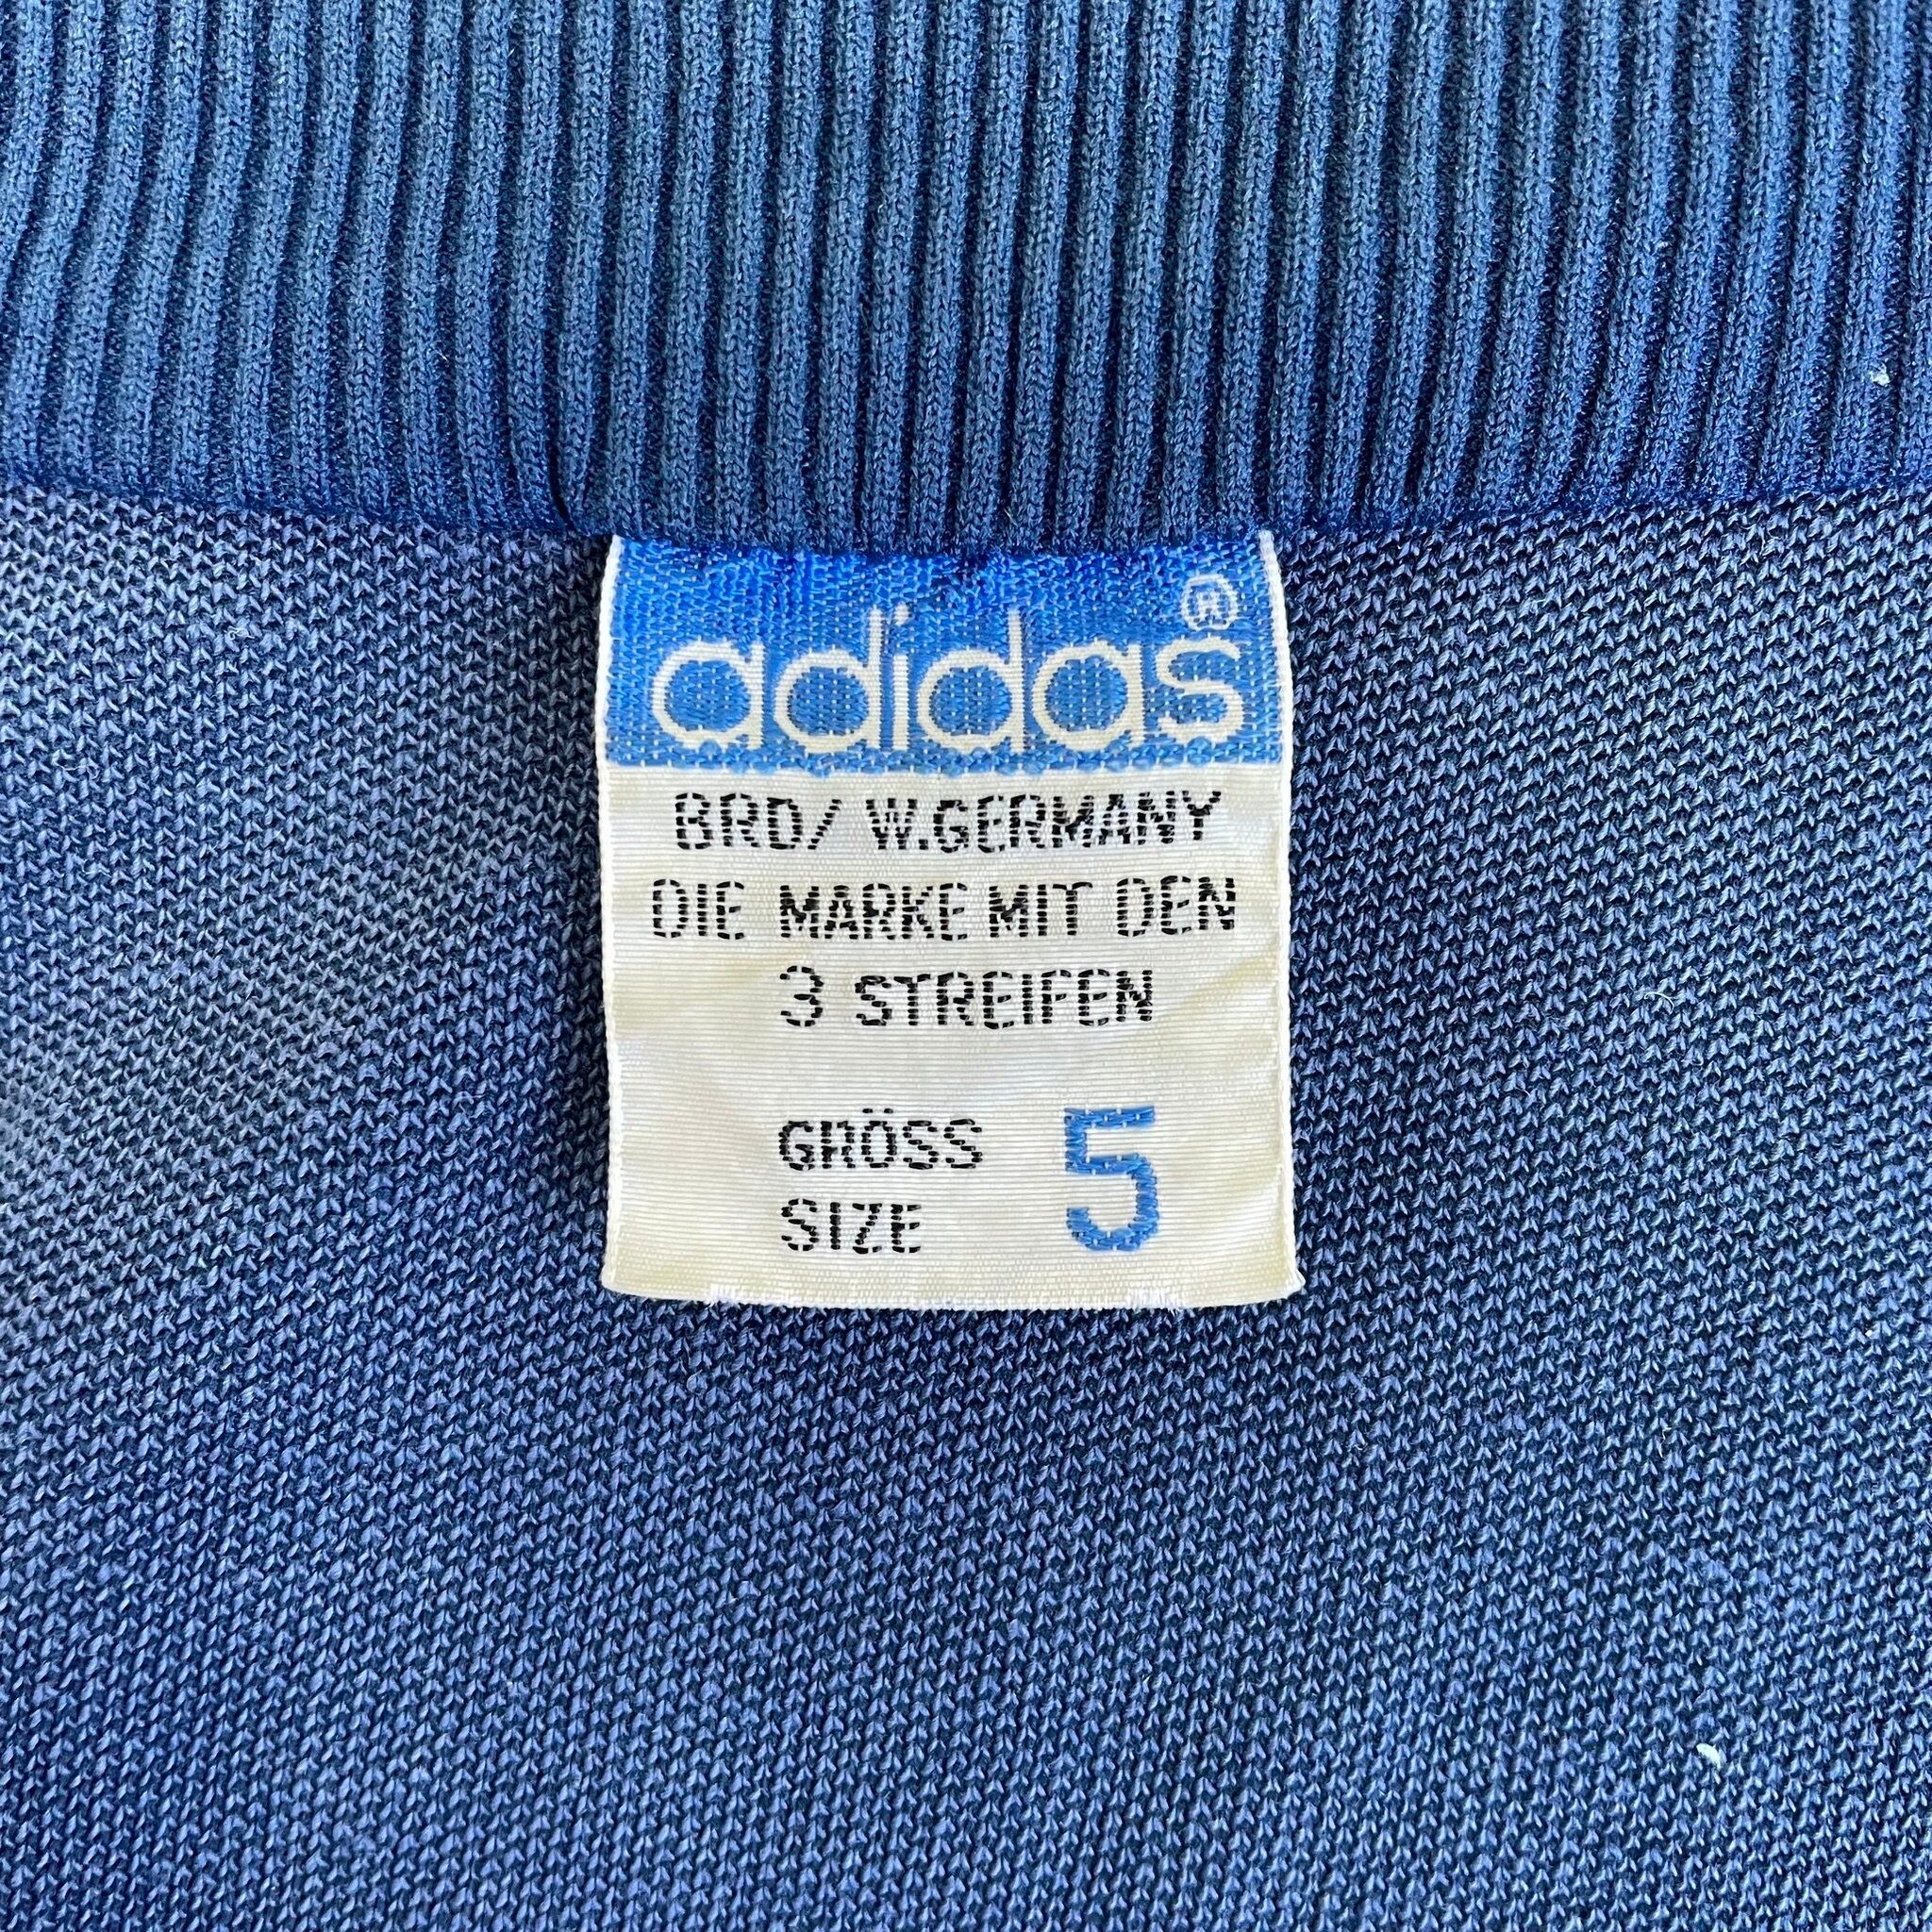 adidas®
BRD/ W.GERMANY
DIE MARKE MIT DEN
3 STREIFEN
GRÖSS 5
SIZE